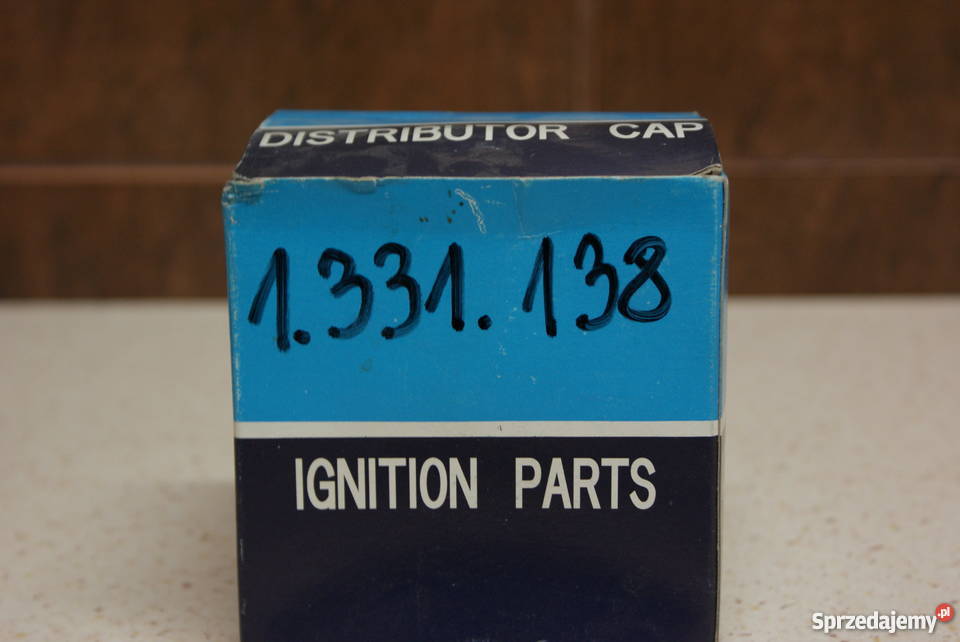 DISTRIBUTOR CAP
1.331.138
IGNITION PARTS
Sprzedajemy.pl